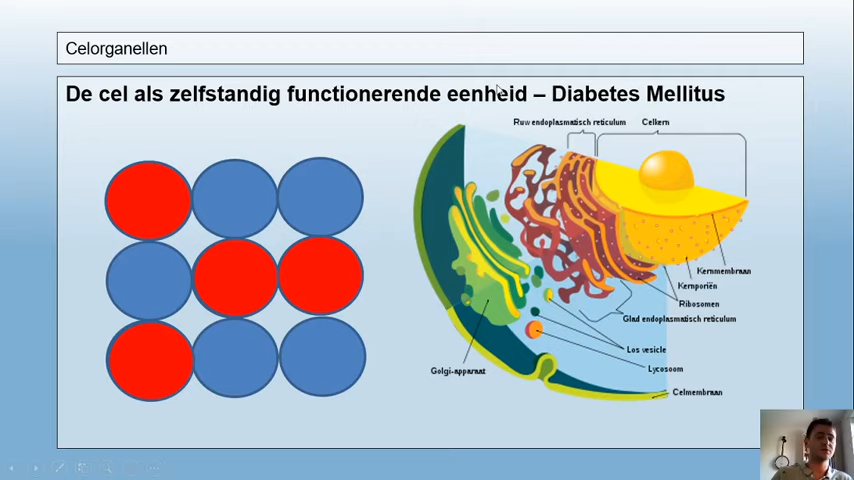 Celorganellen
De cel als zelfstandig functionerende eenheid – Diabetes Mellitus
Ruw endoplasmatisch reticulum
Celkern
Kernmembraan
Kernporiën
Ribosomen
Glad endoplasmatisch reticulum
Los vesicle
Lycosoom
Golgi-apparaat
Celmembraan